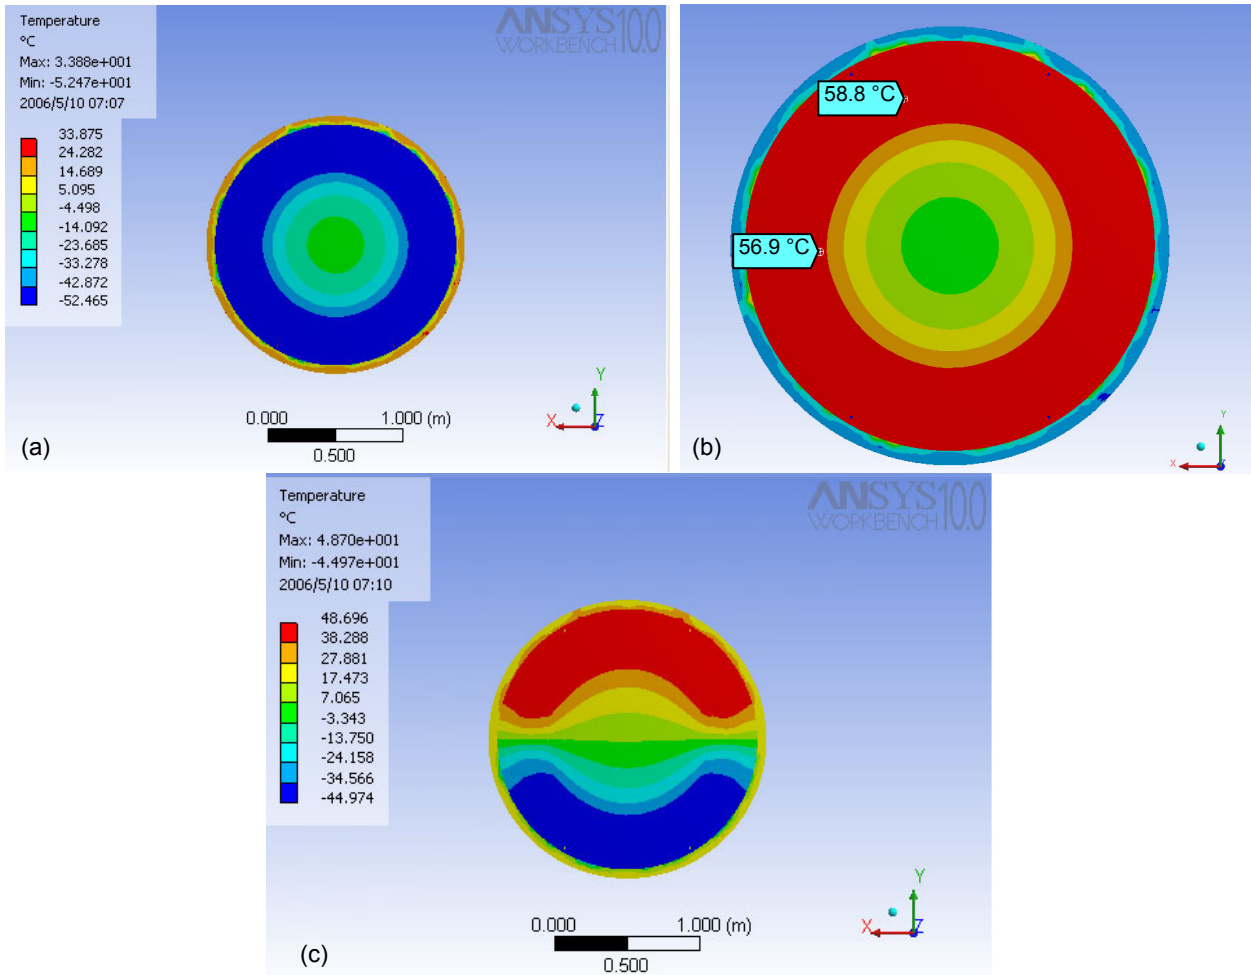 Temperature
°C
Max: 3.388e+001
Min: -5.247e+001
2006/5/10 07:07
33.875
24.282
14.689
5.095
-4.498
-14.092
-23.685
-33.278
-42.872
-52.465
ANSYS 10.0
WORKBENCH
0.000 1.000 (m)
0.500
Y
X Z
(a)
58.8 °C
56.9 °C
Y
X Z
(b)
Temperature
°C
Max: 4.870e+001
Min: -4.497e+001
2006/5/10 07:10
48.696
38.288
27.881
17.473
7.065
-3.343
-13.750
-24.158
-34.566
-44.974
ANSYS 10.0
WORKBENCH
0.000 1.000 (m)
0.500
Y
X Z
(c)